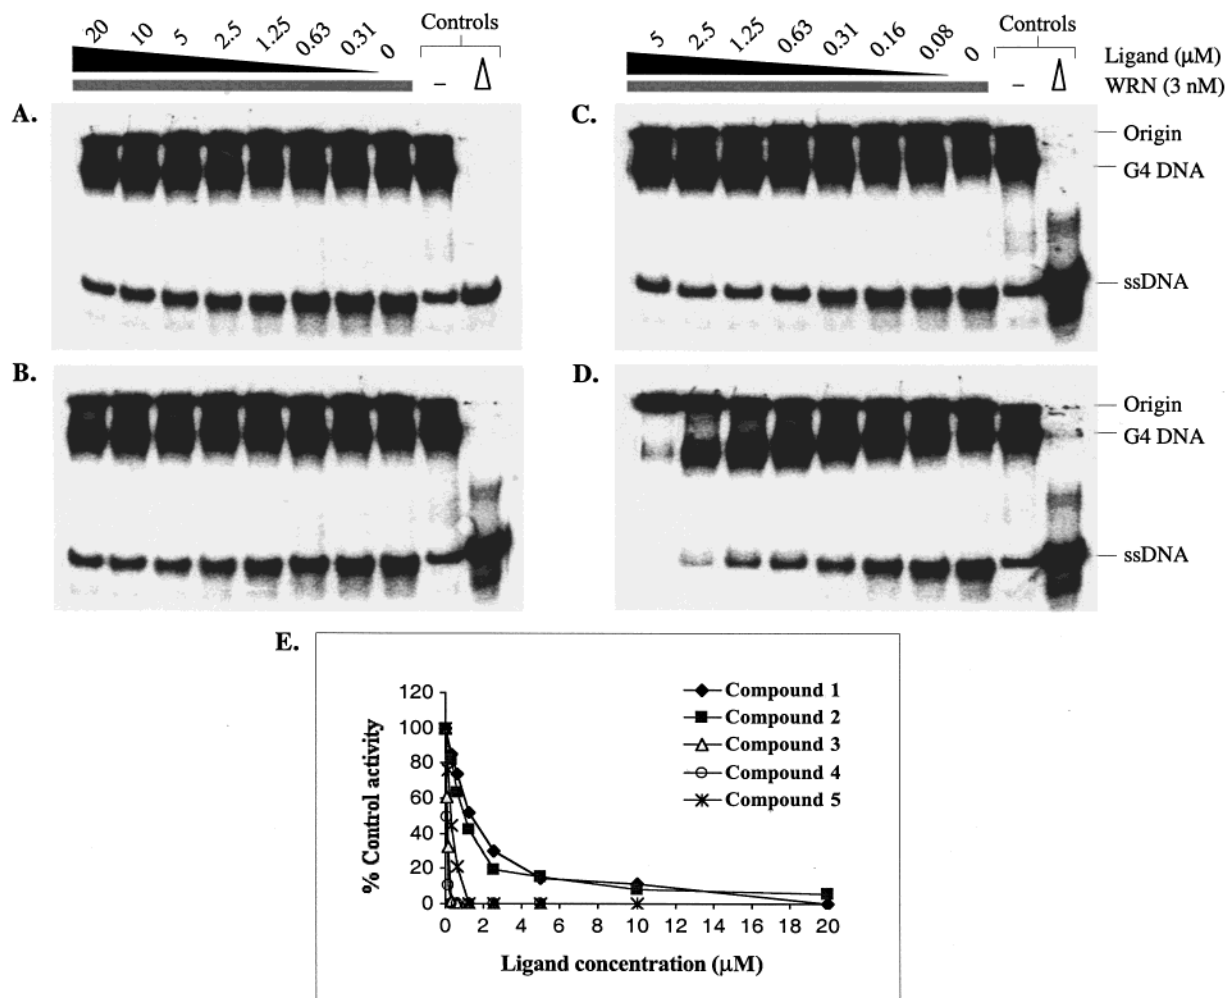 Controls Controls
20 10 5 2.5 1.25 0.63 0.31 0 5 2.5 1.25 0.63 0.31 0.16 0.08 0 Ligand (μM)
– Δ – Δ WRN (3 nM)
A. C.
Origin
G4 DNA
ssDNA
B. D.
Origin
G4 DNA
ssDNA
E.
120
100
80
60
40
20
0
% Control activity
Compound 1
Compound 2
Compound 3
Compound 4
Compound 5
0 2 4 6 8 10 12 14 16 18 20
Ligand concentration (μM)